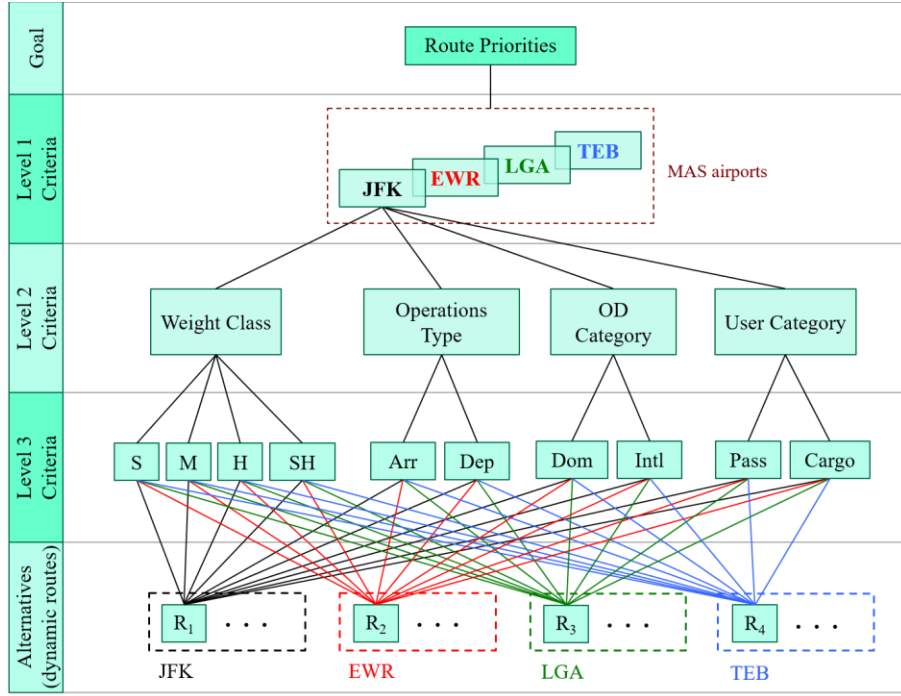 Goal
Route Priorities
Level 1
Criteria
JFK
EWR
LGA
TEB
MAS airports
Level 2
Criteria
Weight Class
Operations
Type
OD
Category
User Category
Level 3
Criteria
S
M
H
SH
Arr
Dep
Dom
Intl
Pass
Cargo
Alternatives
(dynamic routes)
R₁ . . .
R₂ . . .
R₃ . . .
R₄ . . .
JFK
EWR
LGA
TEB